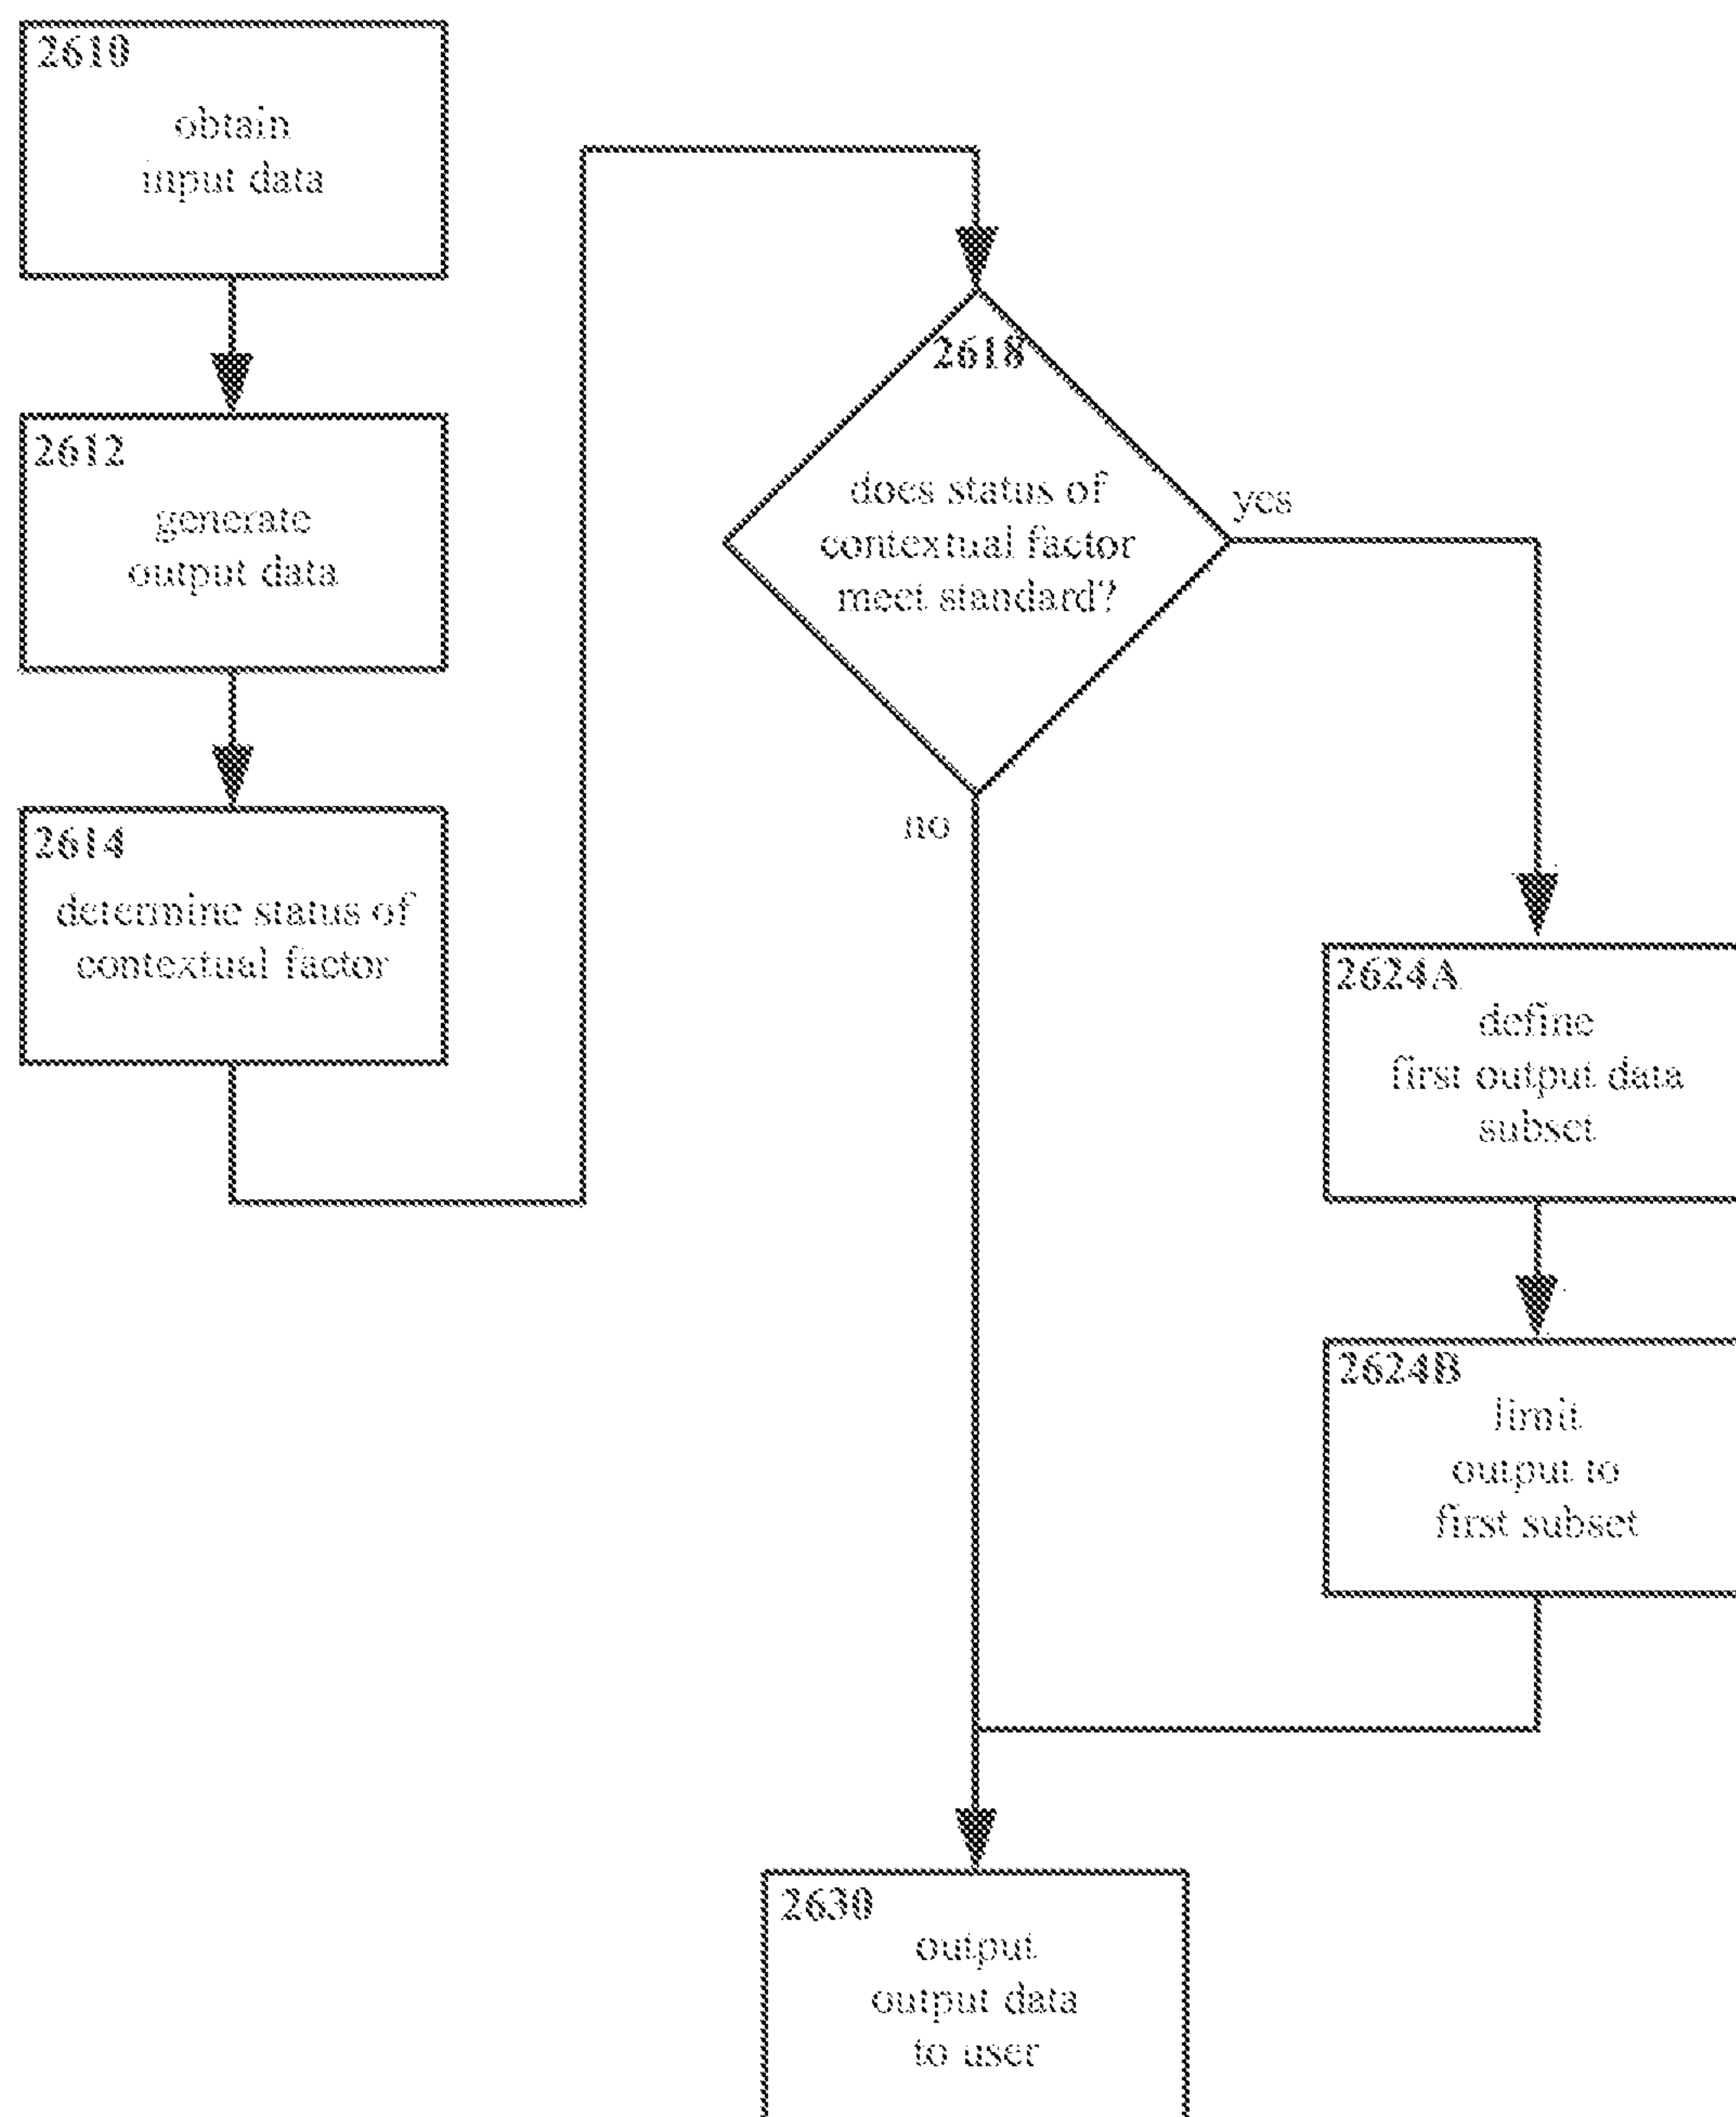 2610
obtain
input data
2612
generate
output data
2614
determine status of
contextual factor
2618
does status of
contextual factor
meet standard?
yes
no
2624A
define
first output data
subset
2624B
limit
output to
first subset
2630
output
output data
to user